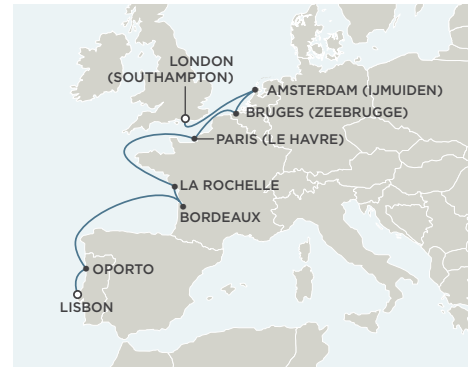 LONDON
(SOUTHAMPTON)
AMSTERDAM (IJMUIDEN)
BRUGES (ZEEBRUGGE)
PARIS (LE HAVRE)
LA ROCHELLE
BORDEAUX
OPORTO
LISBON